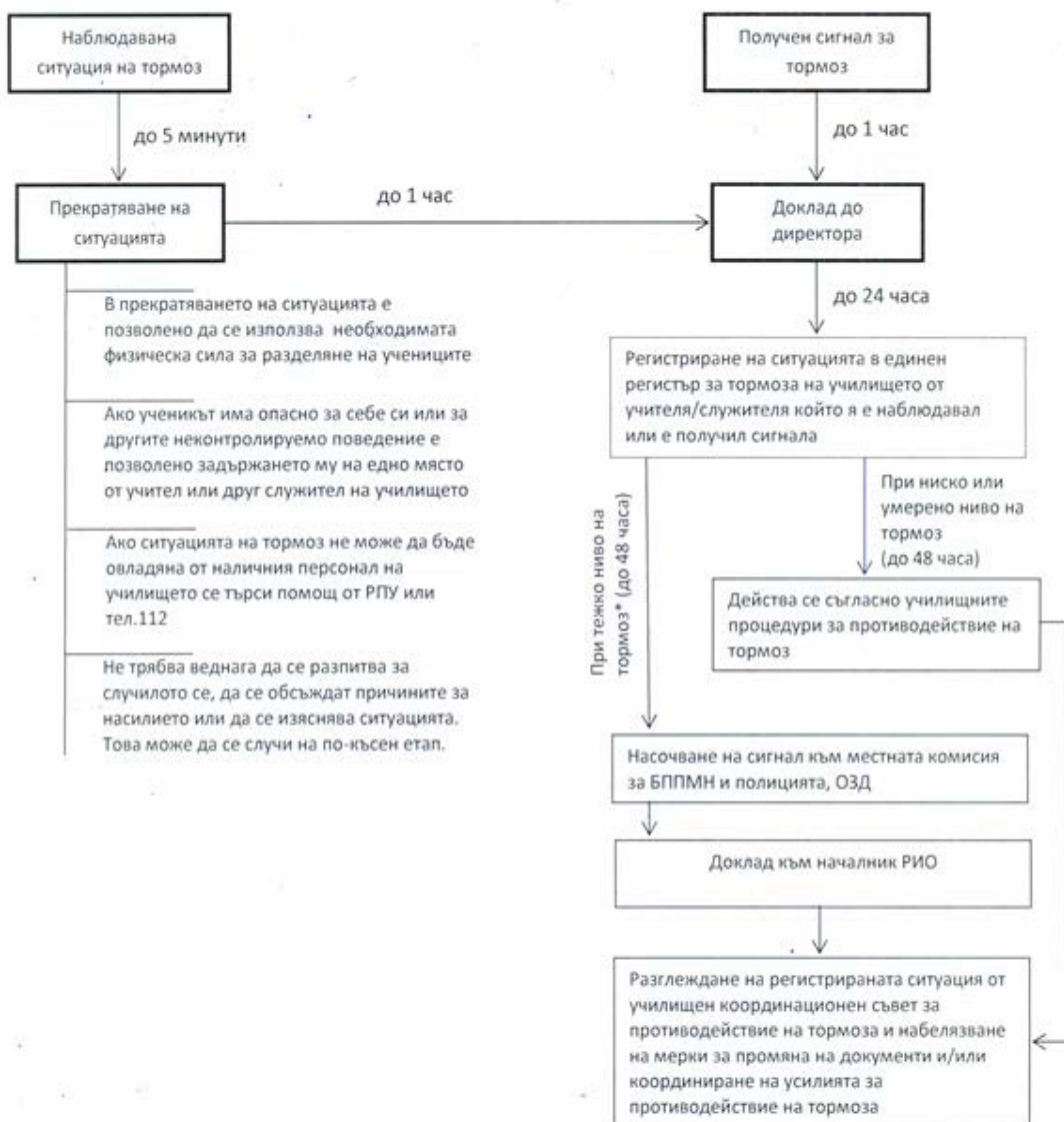 Наблюдавана
ситуация на тормоз
до 5 минути
Прекратяване на
ситуацията
до 1 час
В прекратяването на ситуацията е
позволено да се използва необходимата
физическа сила за разделяне на учениците
Ако ученикът има опасно за себе си или за
другите неконтролируемо поведение е
позволено задържането му на едно място
от учител или друг служител на училището
Ако ситуацията на тормоз не може да бъде
овладяна от наличния персонал на
училището се търси помощ от РПУ или
тел.112
Не трябва веднага да се разпитва за
случилото се, да се обсъждат причините за
насилието или да се изяснява ситуацията.
Това може да се случи на по-късен етап.
Получен сигнал за
тормоз
до 1 час
Доклад до
директора
до 24 часа
Регистриране на ситуацията в единен
регистър за тормоза на училището от
учителя/служителя който я е наблюдавал
или е получил сигнала
При тежко ниво на
тормоз* (до 48 часа)
При ниско или
умерено ниво на
тормоз
(до 48 часа)
Действа се съгласно училищните
процедури за противодействие на
тормоз
Насочване на сигнал към местната комисия
за БППМН и полицията, ОЗД
Доклад към началник РИО
Разглеждане на регистрираната ситуация от
училищен координационен съвет за
противодействие на тормоза и набелязване
на мерки за промяна на документи и/или
координиране на усилията за
противодействие на тормоза